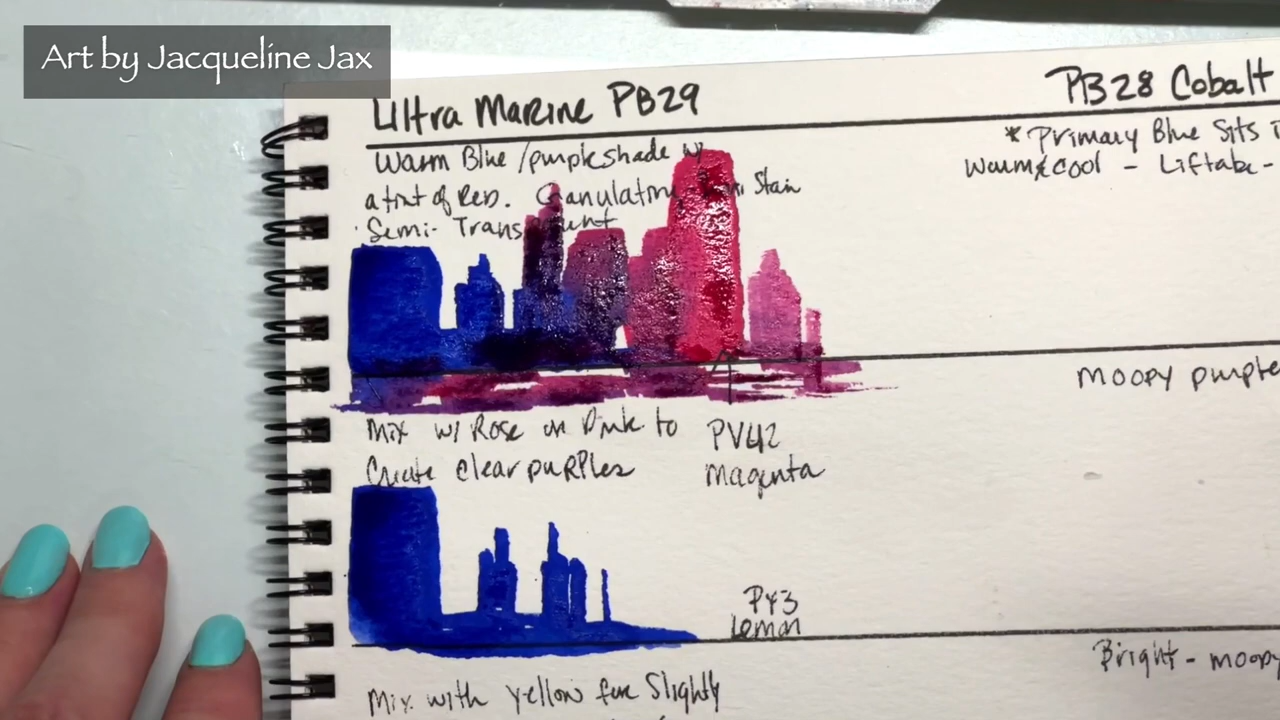 Art by Jacqueline Jax
Ultra Marine PB29
Warm Blue / purple shade w/
a tint of Red. Granulating Stain
Semi-Transparent
Mix w/ Rose or Pink to
Create clear purples
PV42
Magenta
PY3
Lemon
Mix with yellow for Slightly
PB28 Cobalt
* Primary Blue Sits
Warm & Cool - Liftable -
Moopy purple
Bright - moopy